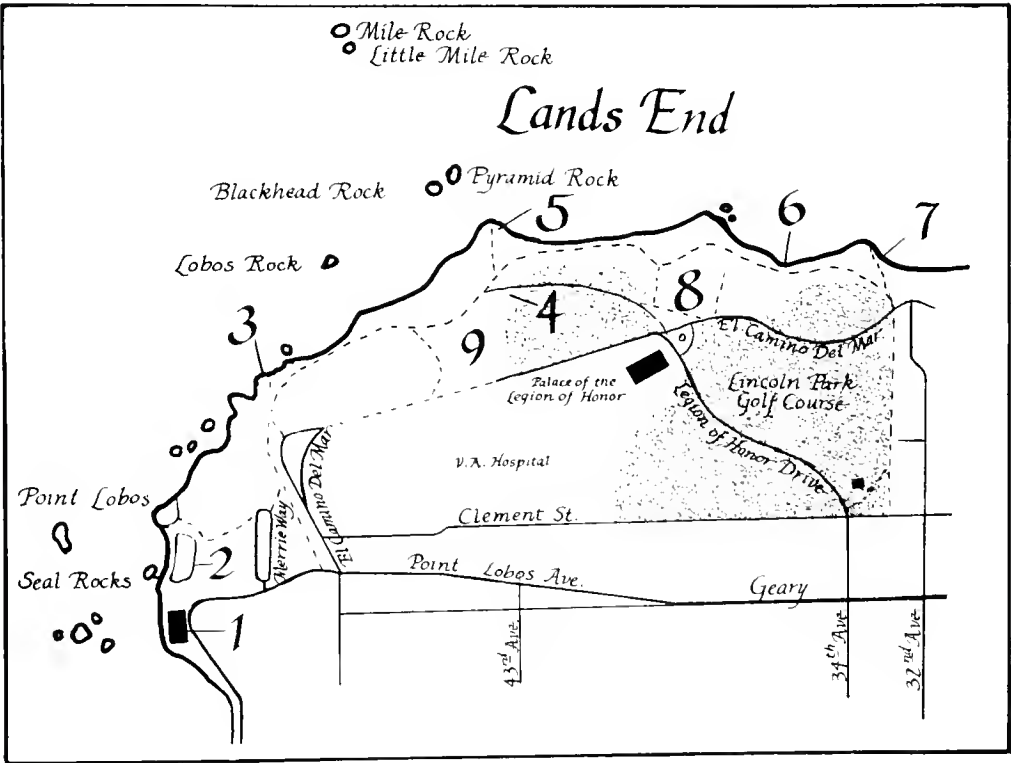 Mile Rock
Little Mile Rock
Lands End
Pyramid Rock
Blackhead Rock
5
6
7
Lobos Rock
3
4
8
9
El Camino Del Mar
Palace of the
Legion of Honor
Lincoln Park
Golf Course
Legion of Honor Drive
El Camino Del Mar
V.A. Hospital
Point Lobos
Merrie Way
Clement St.
2
Seal Rocks
Point Lobos Ave.
Geary
1
43rd Ave.
34th Ave
32nd Ave